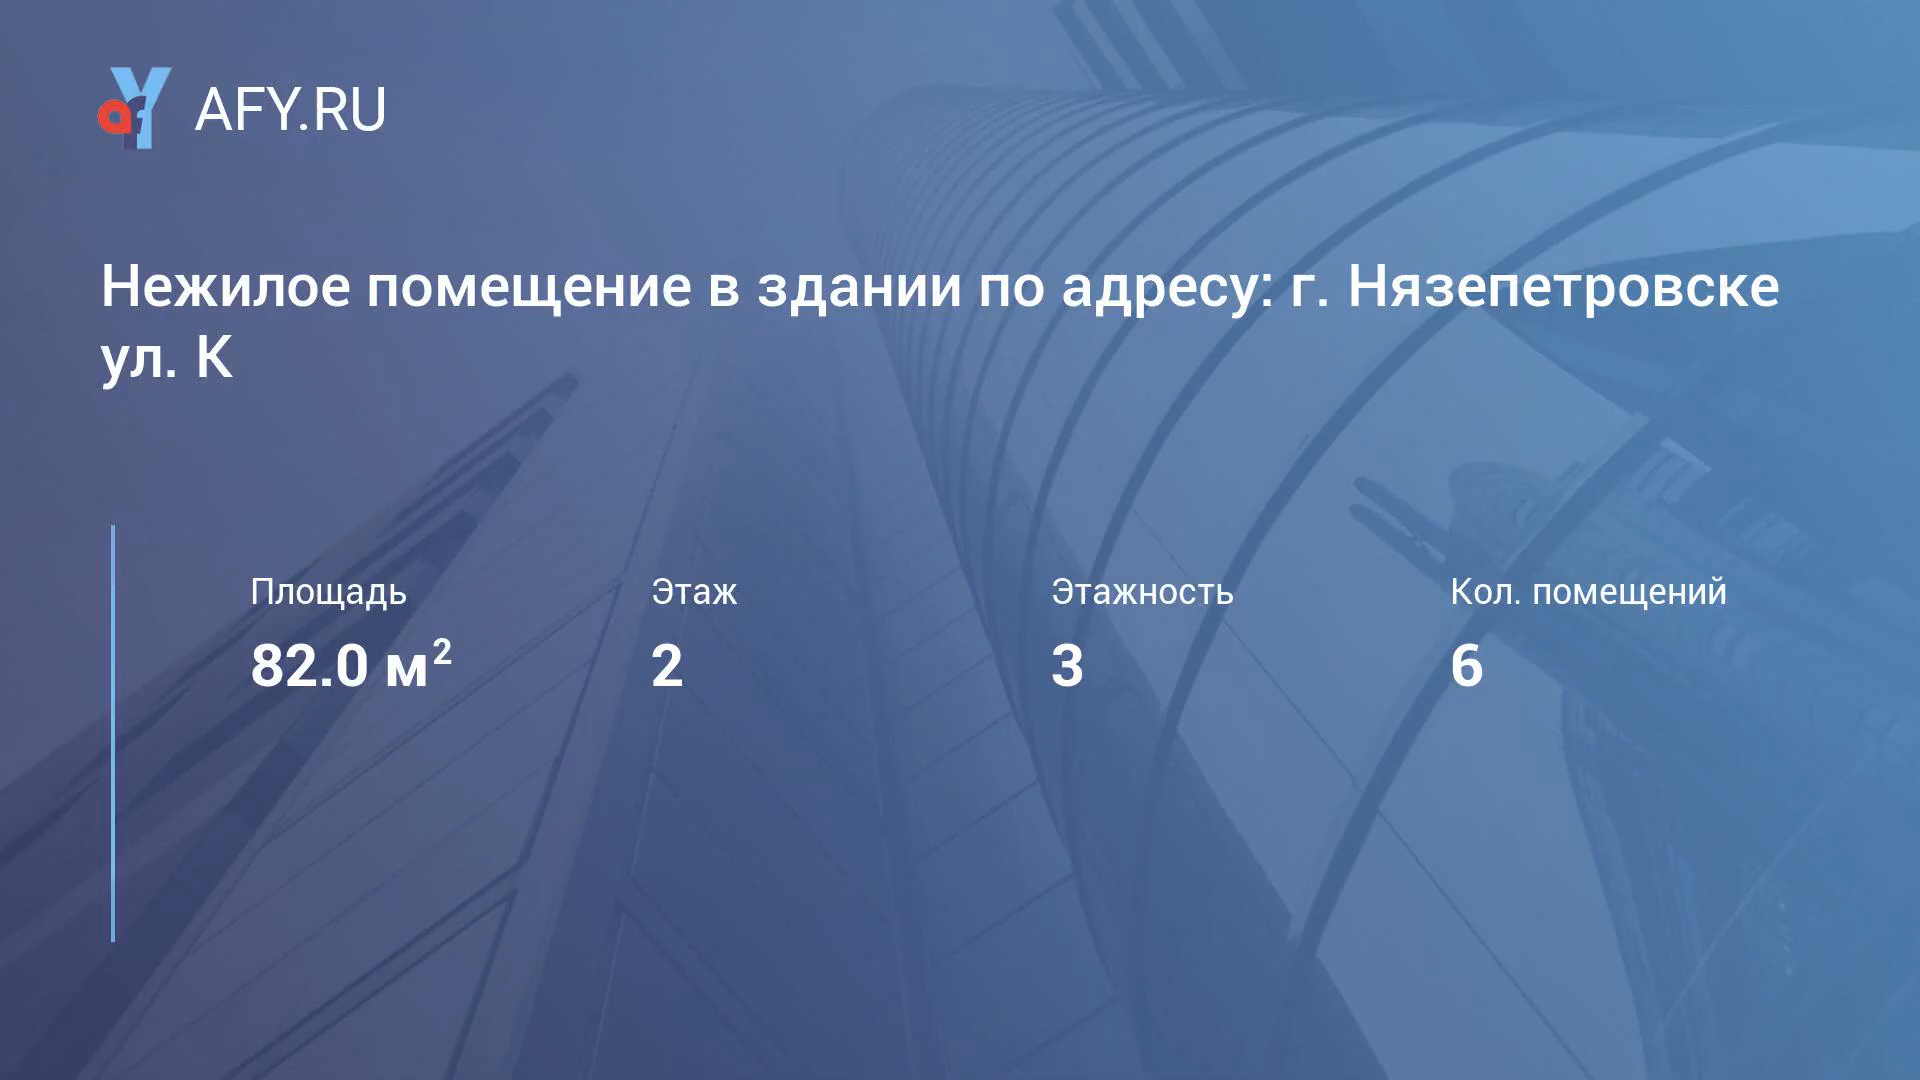 aYf AFY.RU
Нежилое помещение в здании по адресу: г. Нязепетровске
ул. К
Площадь Этаж Этажность Кол. помещений
82.0 м² 2 3 6